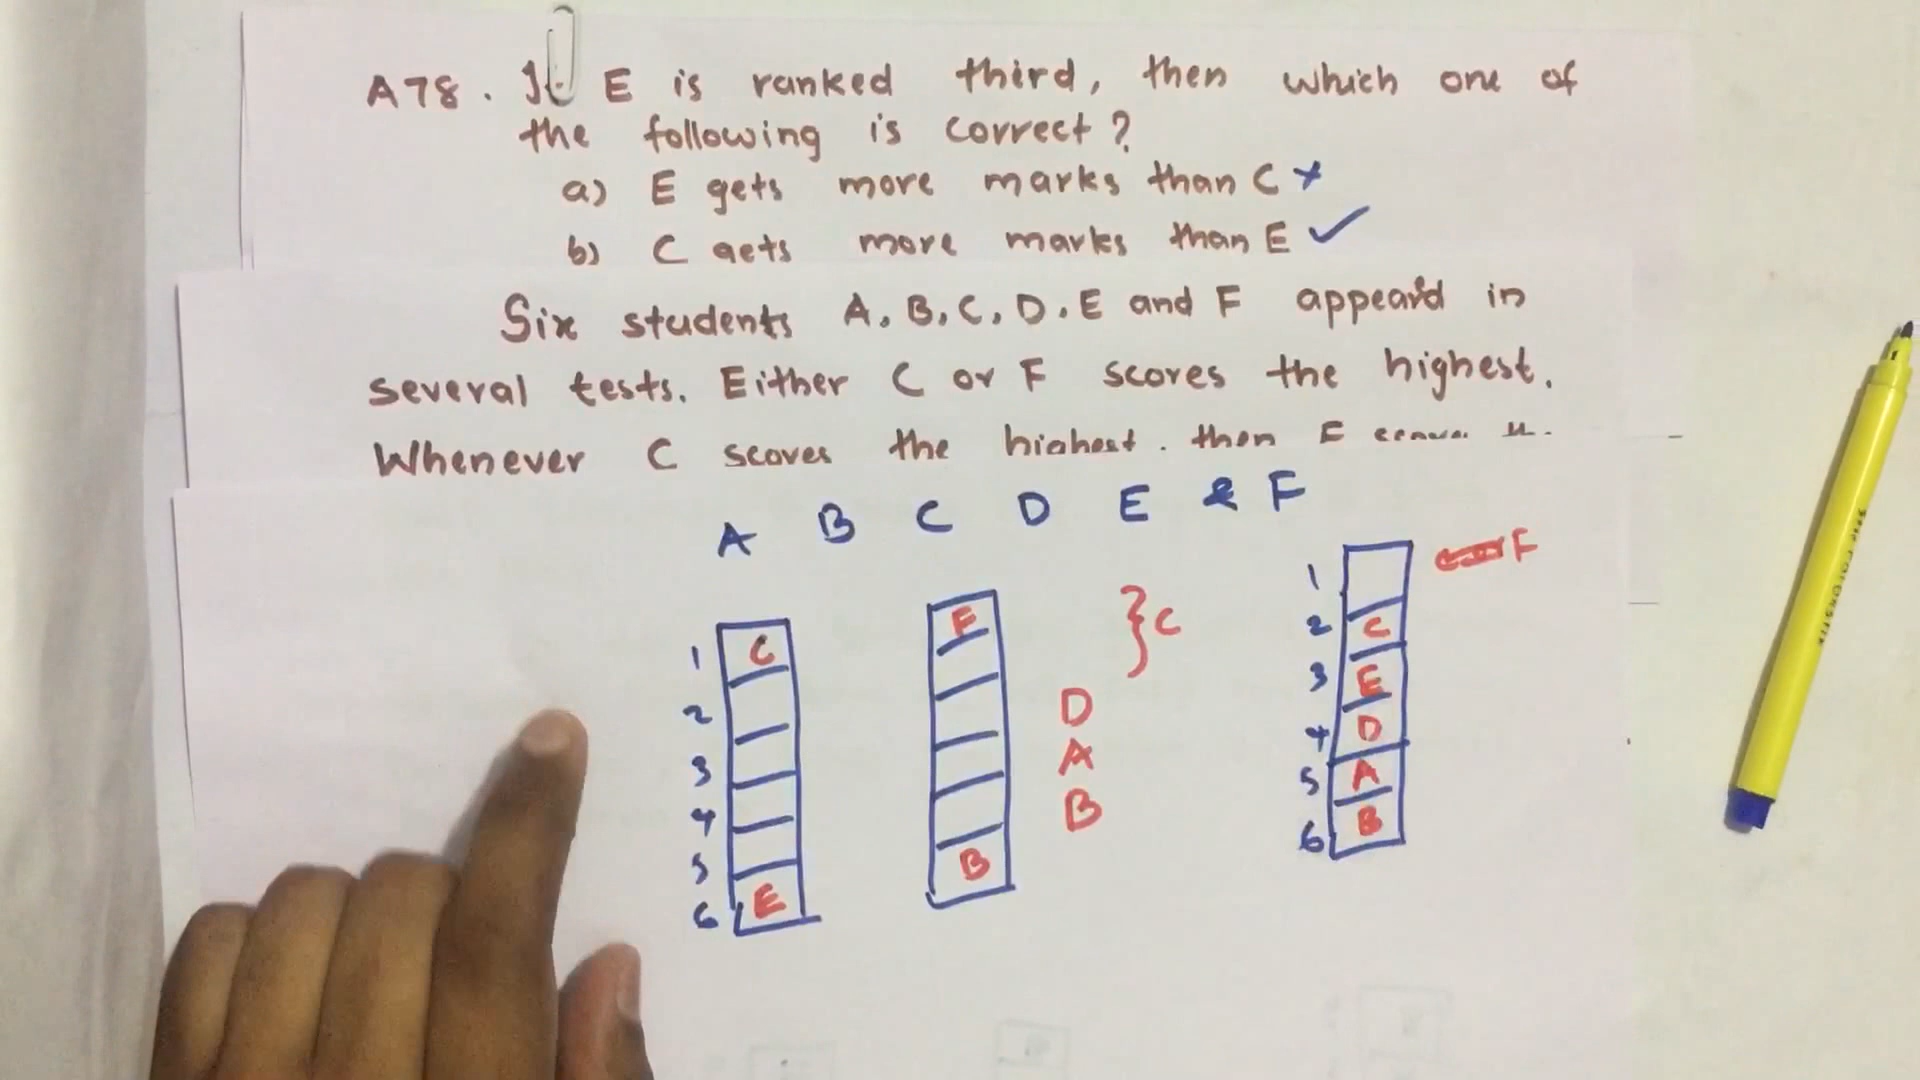 A78. If E is ranked third, then which one of
the following is correct?
a) E gets more marks than C ×
b) C gets more marks than E ✓
Six students A, B, C, D, E and F appear'd in
several tests. Either C or F scores the highest.
Whenever C scores the highest, then E
A B C D E & F
1 C
2
3
4
5
6 E
F
B
} C
D
A
B
1 F
2 C
3 E
4 D
5 A
6 B